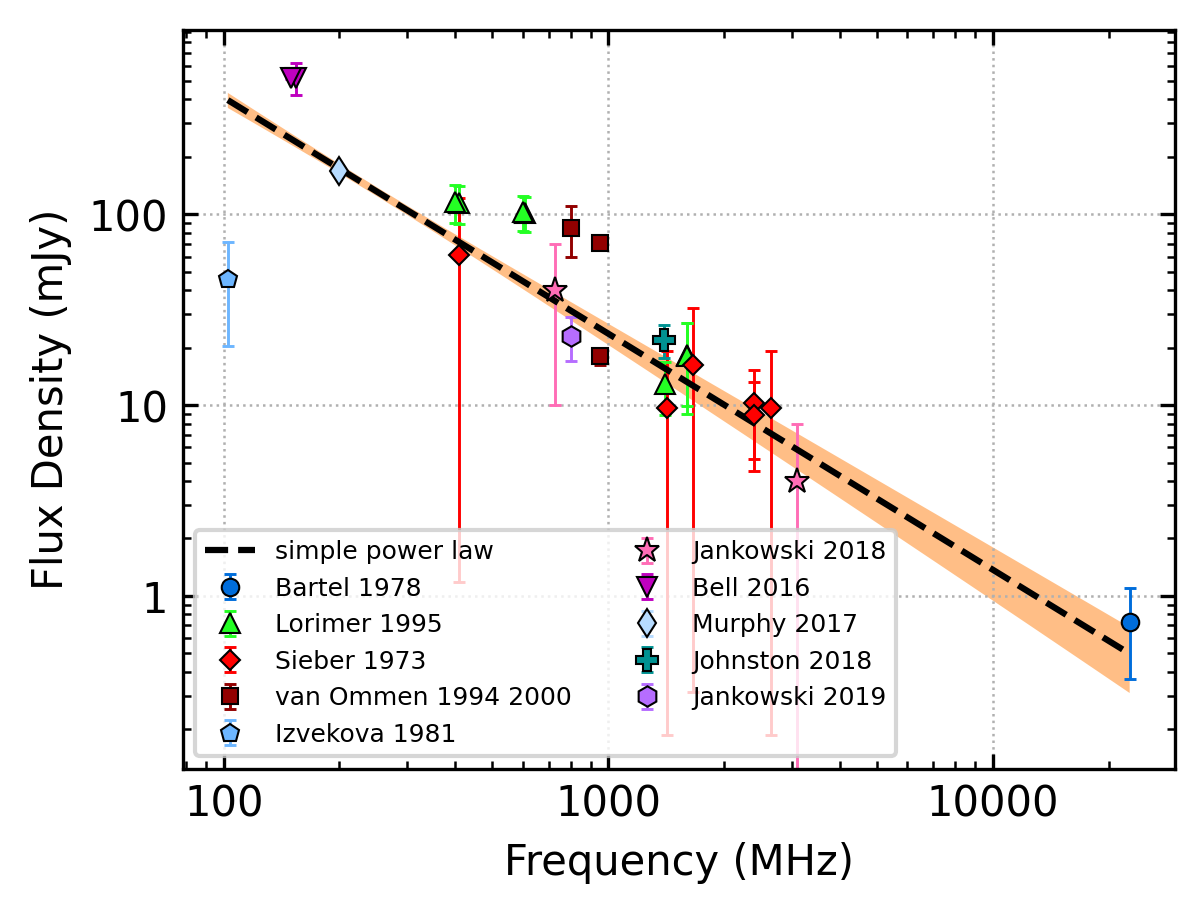 Flux Density (mJy)
100
10
1
simple power law
Bartel 1978
Lorimer 1995
Sieber 1973
van Ommen 1994 2000
Izvekova 1981
Jankowski 2018
Bell 2016
Murphy 2017
Johnston 2018
Jankowski 2019
100 1000 10000
Frequency (MHz)